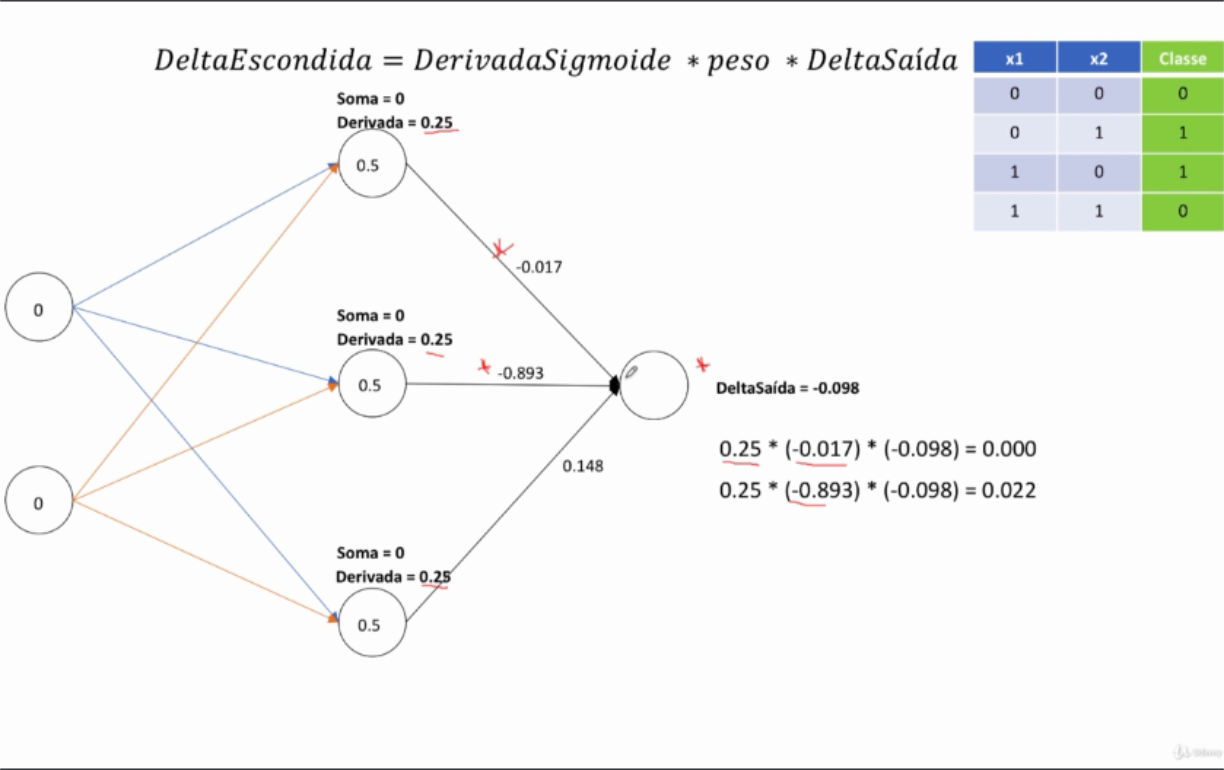 DeltaEscondida = DerivadaSigmoide * peso * DeltaSaída
x1 x2 Classe
0 0 0
0 1 1
1 0 1
1 1 0
Soma = 0
Derivada = 0.25
0.5
-0.017
0
Soma = 0
Derivada = 0.25
0.5
-0.893
DeltaSaída = -0.098
0.25 * (-0.017) * (-0.098) = 0.000
0.25 * (-0.893) * (-0.098) = 0.022
0.148
0
Soma = 0
Derivada = 0.25
0.5
Udemy